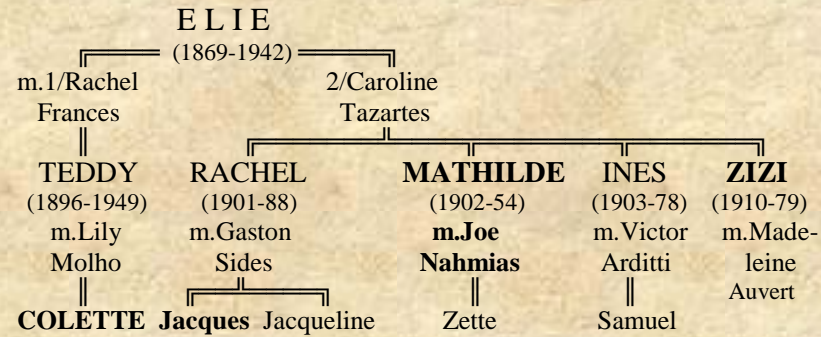 E L I E
(1869-1942)
m.1/Rachel 2/Caroline
Frances Tazartes
TEDDY RACHEL MATHILDE INES ZIZI
(1896-1949) (1901-88) (1902-54) (1903-78) (1910-79)
m.Lily m.Gaston m.Joe m.Victor m.Made-
Molho Sides Nahmias Arditti leine
Auvert
COLETTE Jacques Jacqueline Zette Samuel